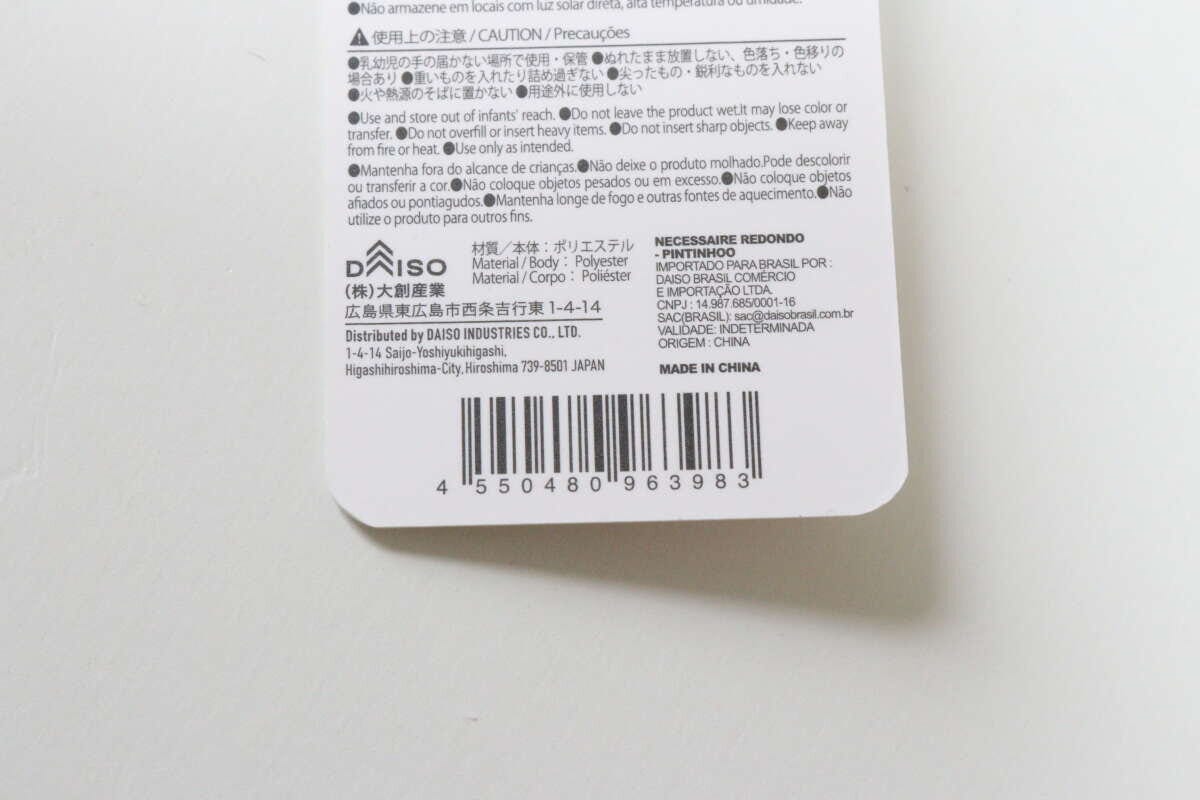 ●Não armazene em locais com luz solar direta, alta temperatura ou umidade.
使用上の注意 / CAUTION / Precauções
●乳幼児の手の届かない場所で使用・保管 ●ぬれたまま放置しない、色落ち・色移りの
場合あり ●重いものを入れたり詰め過ぎない ●尖ったもの・鋭利なものを入れない
●火や熱源のそばに置かない ●用途外に使用しない
●Use and store out of infants' reach. ●Do not leave the product wet.It may lose color or
transfer. ●Do not overfill or insert heavy items. ●Do not insert sharp objects. ●Keep away
from fire or heat. ●Use only as intended.
●Mantenha fora do alcance de crianças.●Não deixe o produto molhado.Pode descolorir
ou transferir a cor.●Não coloque objetos pesados ou em excesso.●Não coloque objetos
afiados ou pontiagudos.●Mantenha longe de fogo e outras fontes de aquecimento.●Não
utilize o produto para outros fins.
DAISO
(株)大創産業
広島県東広島市西条吉行東 1-4-14
Distributed by DAISO INDUSTRIES CO., LTD.
1-4-14 Saijo-Yoshiyukihigashi,
Higashihiroshima-City, Hiroshima 739-8501 JAPAN
材質／本体：ポリエステル
Material / Body： Polyester
Material / Corpo： Poliéster
NECESSAIRE REDONDO
- PINTINHOO
IMPORTADO PARA BRASIL POR :
DAISO BRASIL COMÉRCIO
E IMPORTAÇÃO LTDA.
CNPJ : 14.987.685/0001-16
SAC(BRASIL): sac@daisobrasil.com.br
VALIDADE: INDETERMINADA
ORIGEM : CHINA
MADE IN CHINA
4 550480 963983